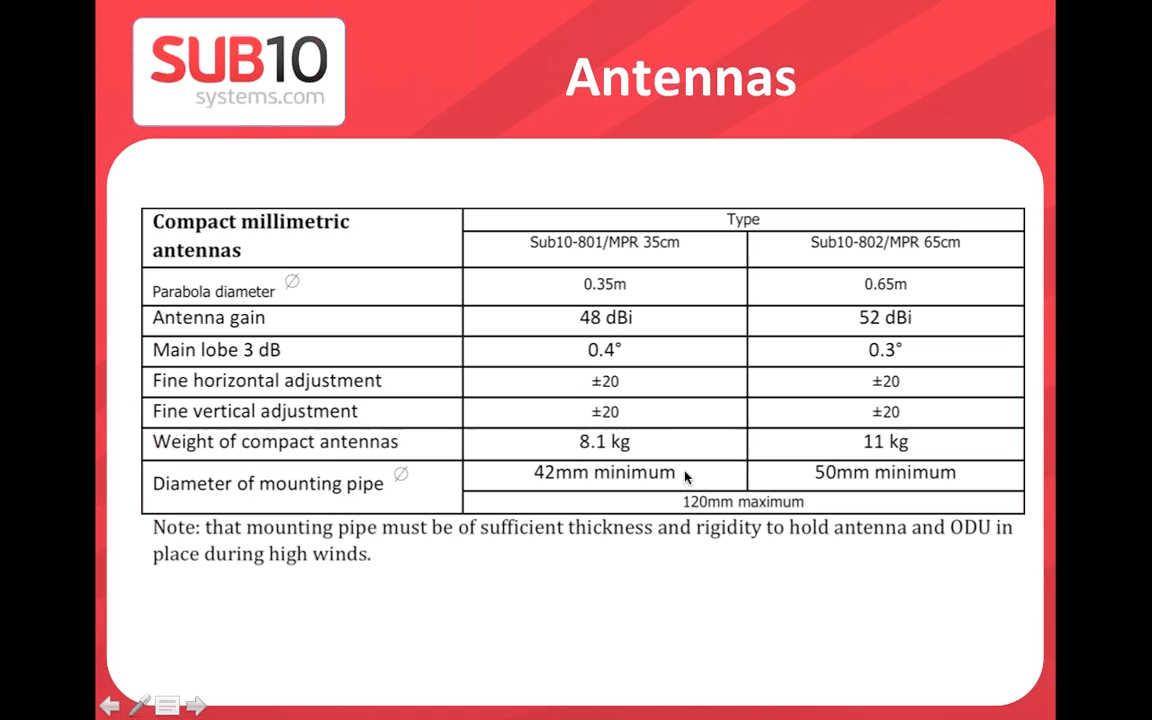 SUB10
systems.com
Antennas
Compact millimetric
antennas
Type
Sub10-801/MPR 35cm
Sub10-802/MPR 65cm
Parabola diameter ∅
0.35m
0.65m
Antenna gain
48 dBi
52 dBi
Main lobe 3 dB
0.4°
0.3°
Fine horizontal adjustment
±20
±20
Fine vertical adjustment
±20
±20
Weight of compact antennas
8.1 kg
11 kg
Diameter of mounting pipe ∅
42mm minimum
50mm minimum
120mm maximum
Note: that mounting pipe must be of sufficient thickness and rigidity to hold antenna and ODU in
place during high winds.